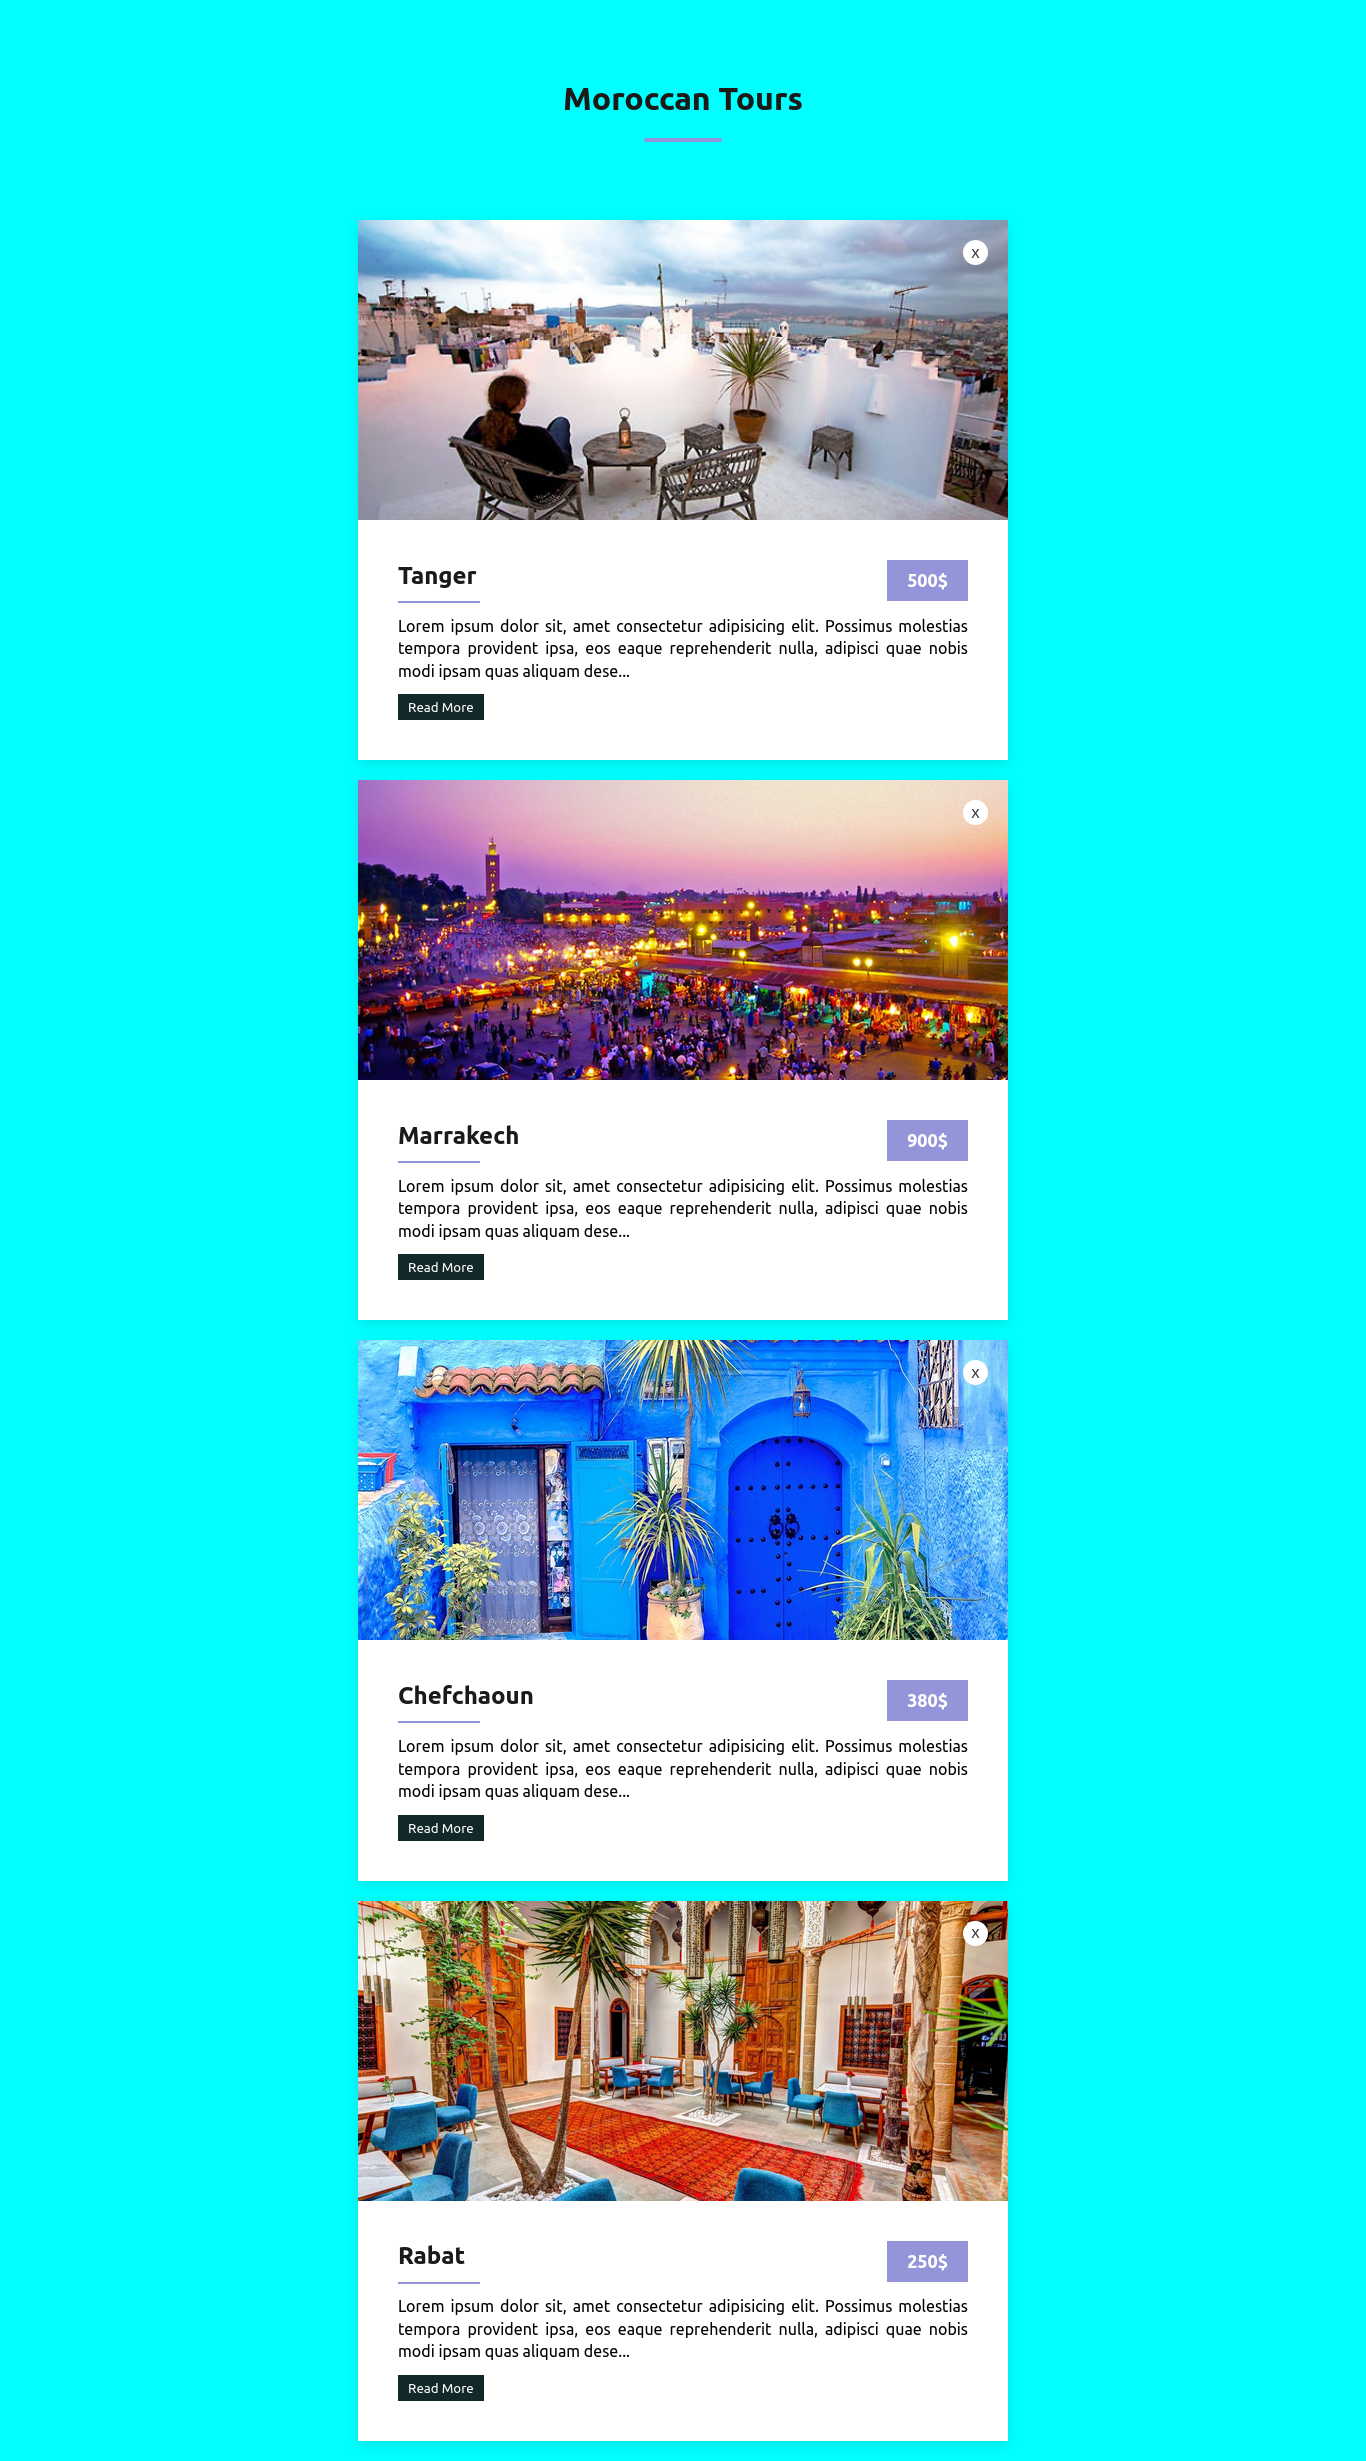 Moroccan Tours
x
Tanger
500$
Lorem ipsum dolor sit, amet consectetur adipisicing elit. Possimus molestias
tempora provident ipsa, eos eaque reprehenderit nulla, adipisci quae nobis
modi ipsam quas aliquam dese...
Read More
x
Marrakech
900$
Lorem ipsum dolor sit, amet consectetur adipisicing elit. Possimus molestias
tempora provident ipsa, eos eaque reprehenderit nulla, adipisci quae nobis
modi ipsam quas aliquam dese...
Read More
x
Chefchaoun
380$
Lorem ipsum dolor sit, amet consectetur adipisicing elit. Possimus molestias
tempora provident ipsa, eos eaque reprehenderit nulla, adipisci quae nobis
modi ipsam quas aliquam dese...
Read More
x
Rabat
250$
Lorem ipsum dolor sit, amet consectetur adipisicing elit. Possimus molestias
tempora provident ipsa, eos eaque reprehenderit nulla, adipisci quae nobis
modi ipsam quas aliquam dese...
Read More